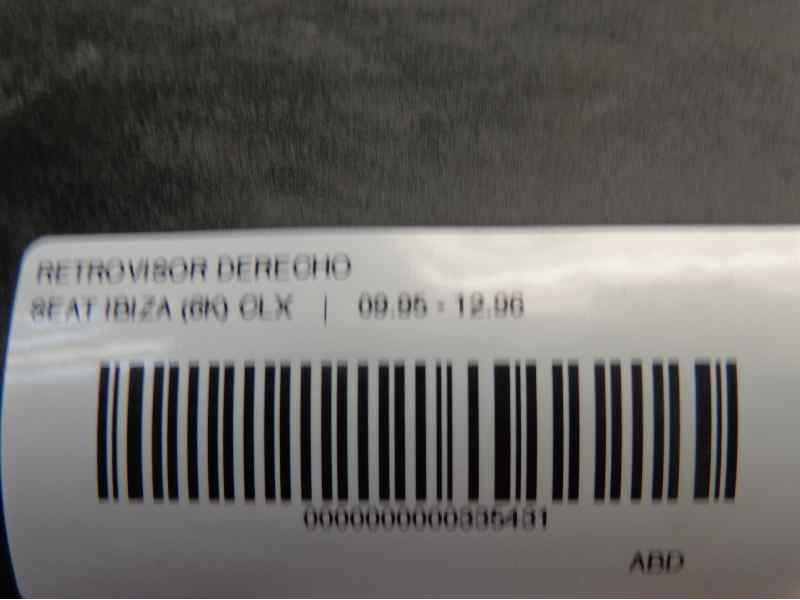 RETROVISOR DERECHO
SEAT IBIZA (6K) CLX | 09.95 - 12.96
0000000000335431
ABD